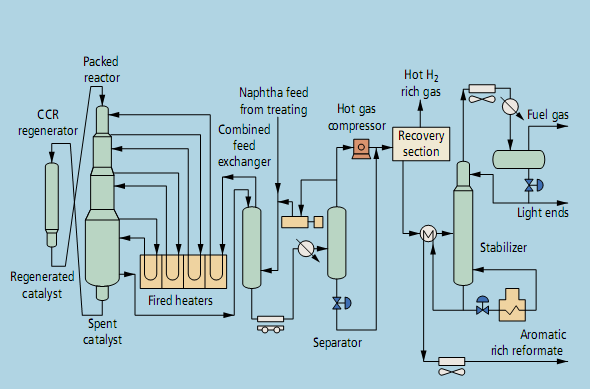 Packed
reactor
CCR
regenerator
Naphtha feed
from treating
Combined
feed
exchanger
Hot gas
compressor
Hot H2
rich gas
Recovery
section
Fuel gas
Light ends
Stabilizer
Regenerated
catalyst
Fired heaters
Spent
catalyst
Separator
Aromatic
rich reformate